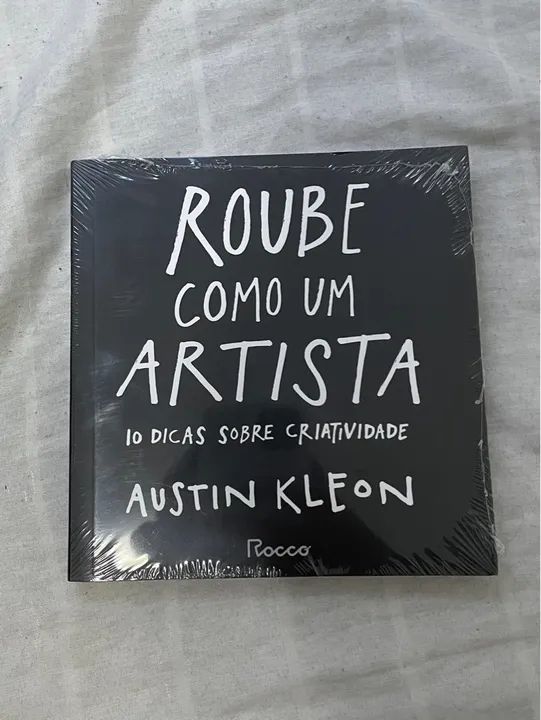 ROUBE
COMO UM
ARTISTA
10 DICAS SOBRE CRIATIVIDADE
AUSTIN KLEON
Rocco